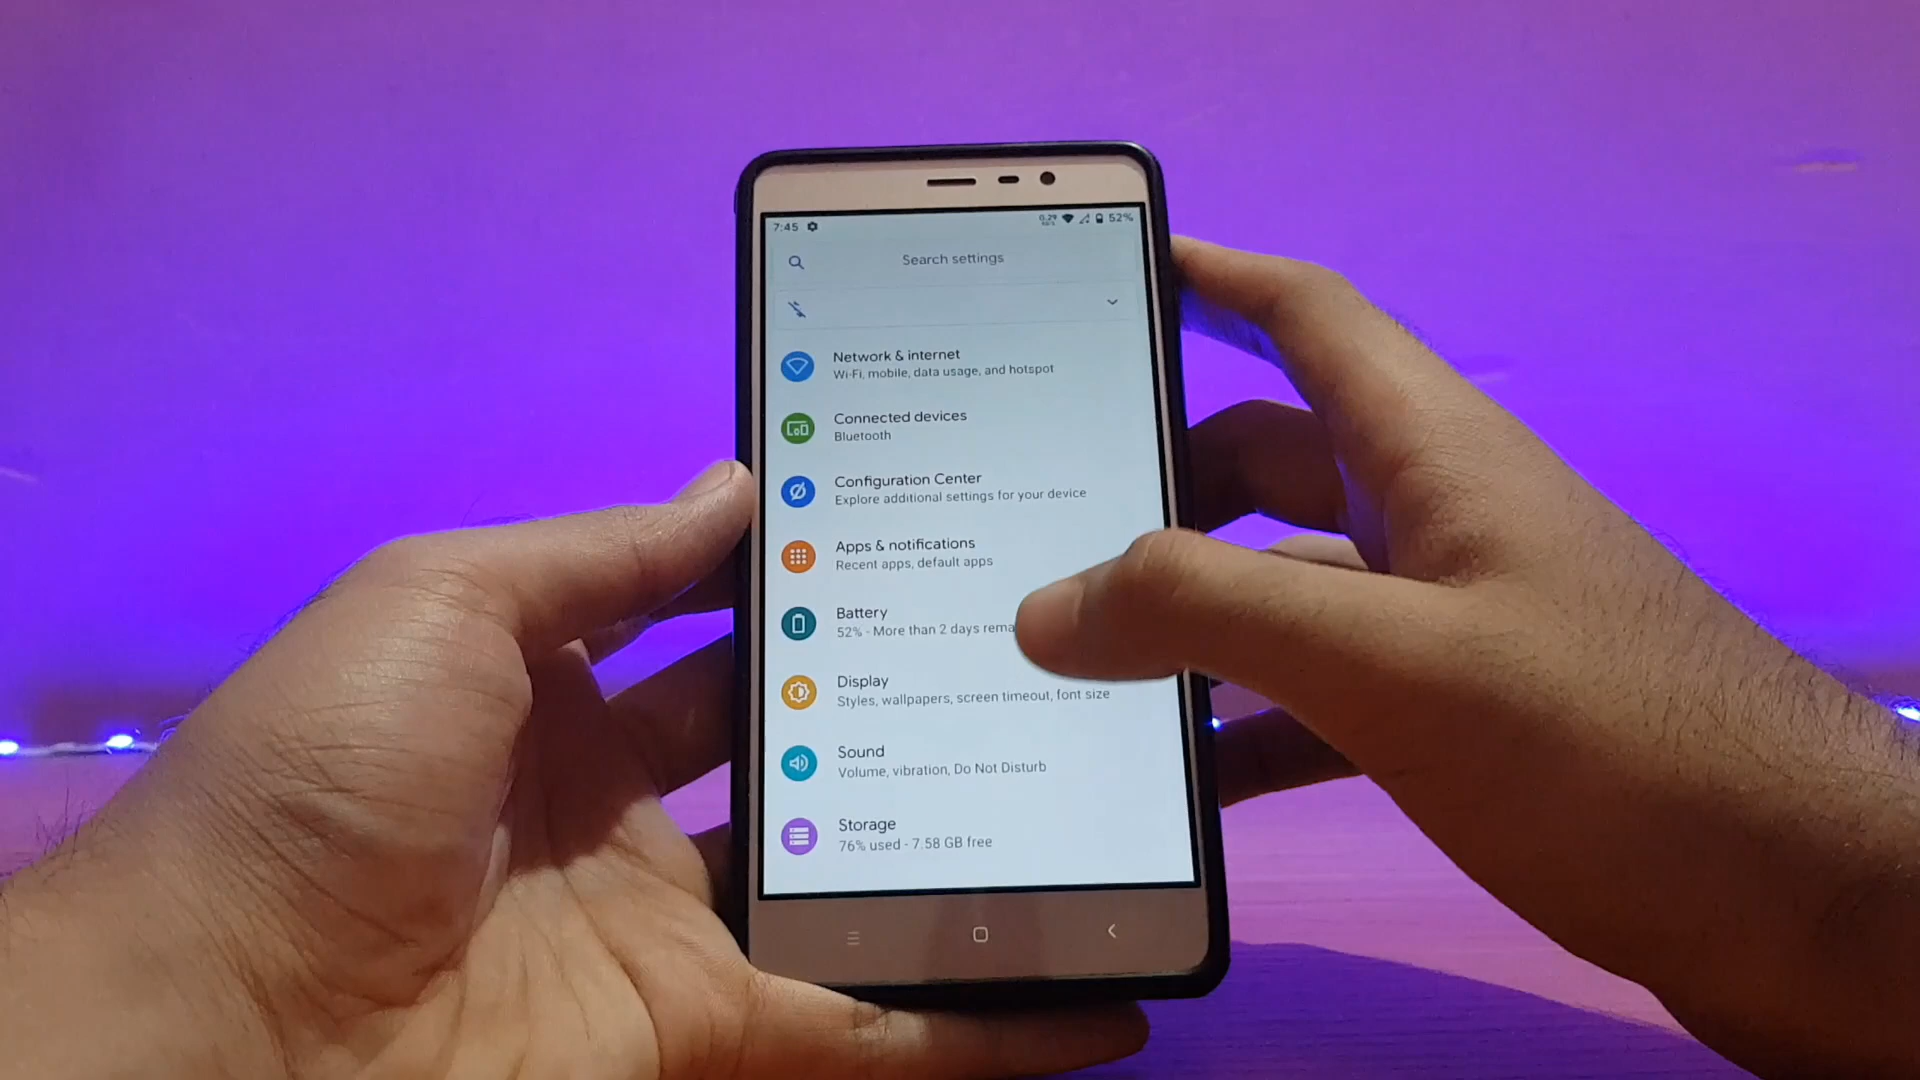 7:45
0.29
52%
Search settings
Network & internet
Wi-Fi, mobile, data usage, and hotspot
Connected devices
Bluetooth
Configuration Center
Explore additional settings for your device
Apps & notifications
Recent apps, default apps
Battery
52% - More than 2 days
Display
Styles, wallpapers, screen timeout, font size
Sound
Volume, vibration, Do Not Disturb
Storage
76% used - 7.58 GB free